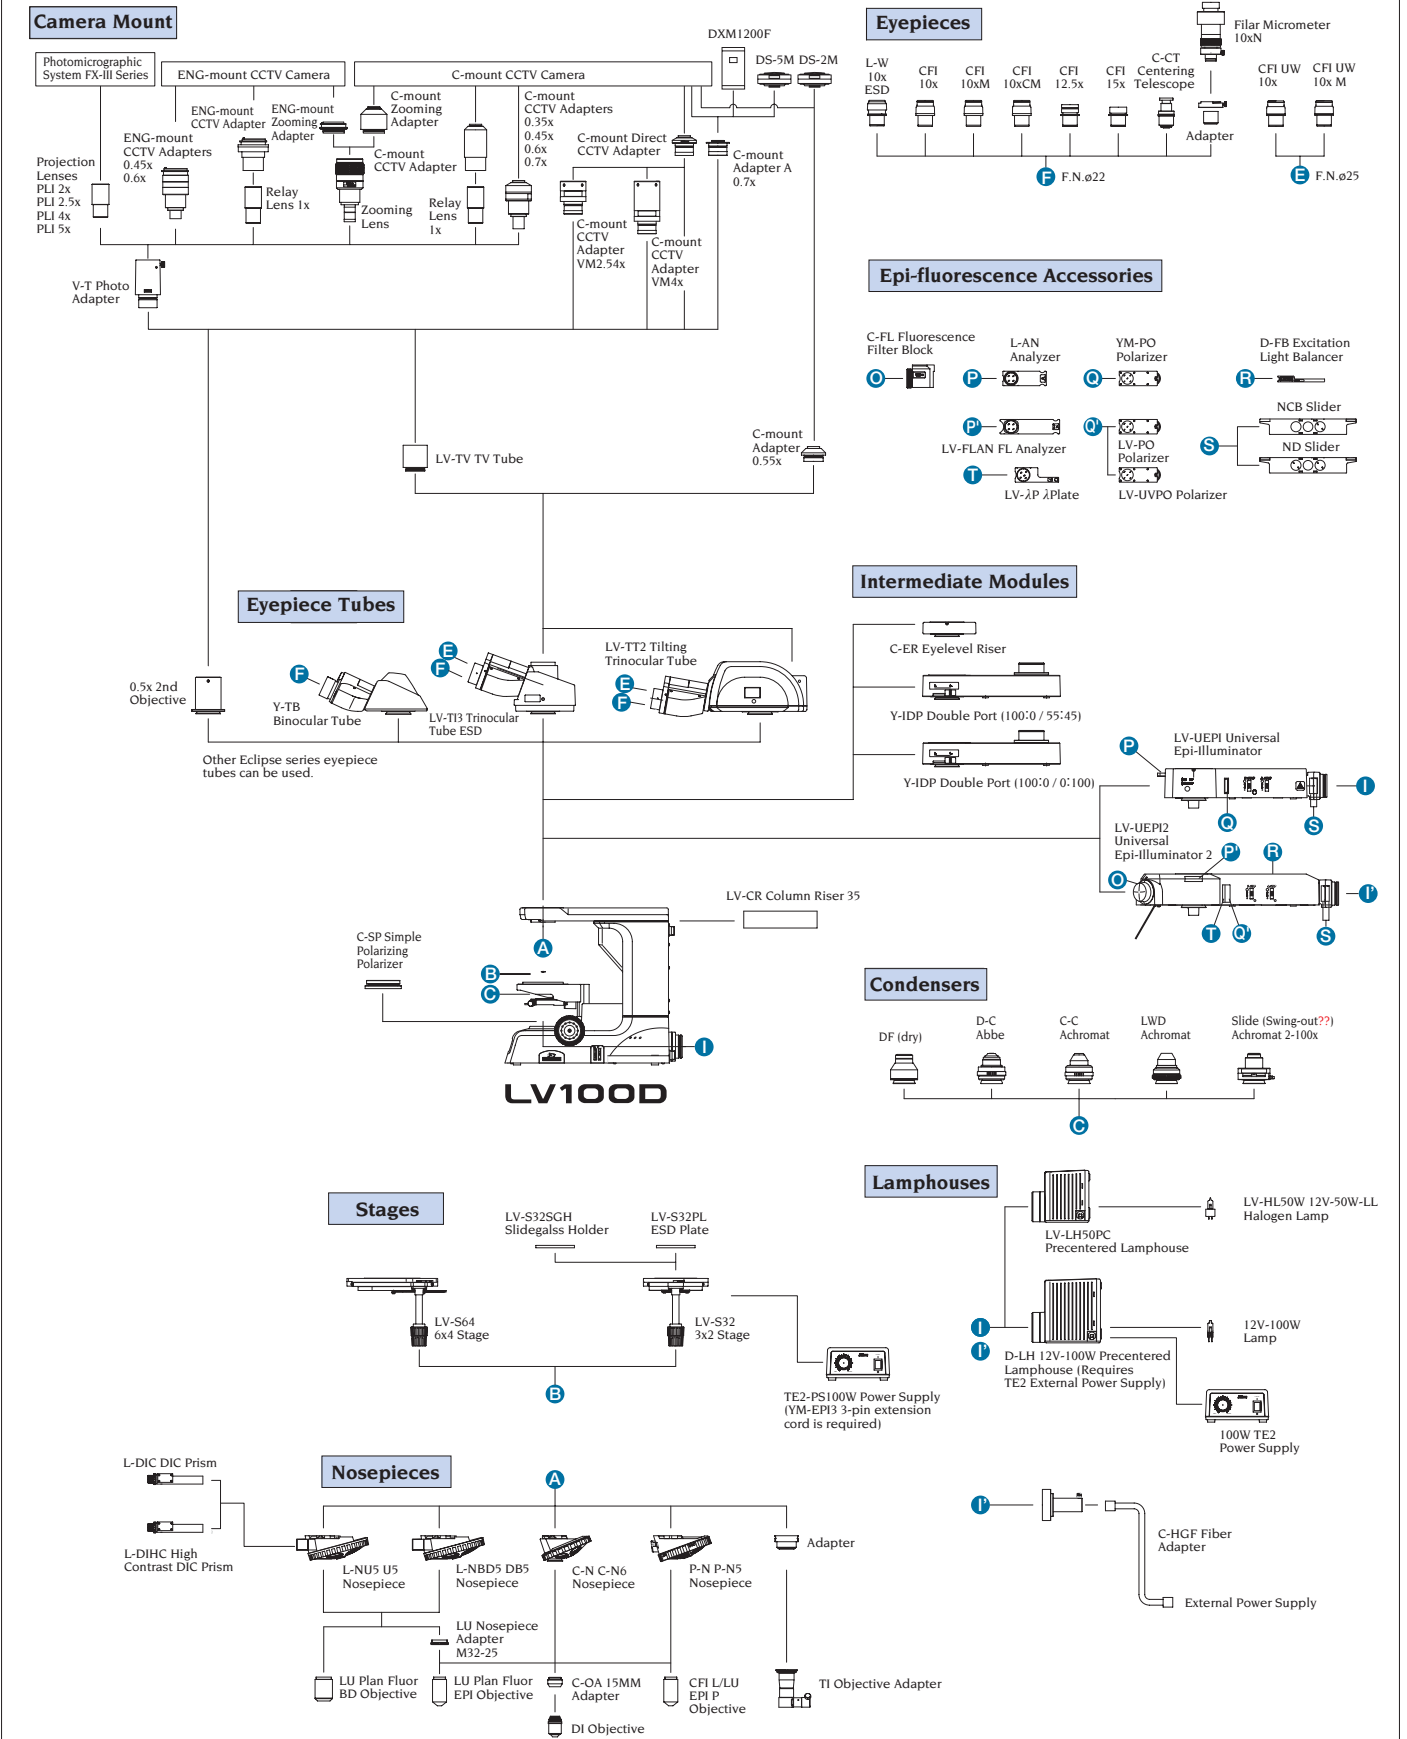 Camera Mount
Photomicrographic
System FX-III Series
ENG-mount CCTV Camera
C-mount CCTV Camera
DXM1200F
DS-5M DS-2M
Projection
Lenses
PLI 2x
PLI 2.5x
PLI 4x
PLI 5x
ENG-mount
CCTV Adapters
0.45x
0.6x
ENG-mount
CCTV Adapter
Relay
Lens 1x
ENG-mount
Zooming
Adapter
C-mount
Zooming
Adapter
C-mount
CCTV Adapter
Zooming
Lens
Relay
Lens
1x
C-mount
CCTV Adapters
0.35x
0.45x
0.6x
0.7x
C-mount Direct
CCTV Adapter
C-mount
Adapter A
0.7x
C-mount
CCTV
Adapter
VM2.54x
C-mount
CCTV
Adapter
VM4x
V-T Photo
Adapter
LV-TV TV Tube
C-mount
Adapter
0.55x
Eyepieces
L-W
10x
ESD
CFI
10x
CFI
10xM
CFI
10xCM
CFI
12.5x
CFI
15x
C-CT
Centering
Telescope
Filar Micrometer
10xN
Adapter
CFI UW
10x
CFI UW
10x M
F F.N.ø22
E F.N.ø25
Epi-fluorescence Accessories
C-FL Fluorescence
Filter Block
O
L-AN
Analyzer
P
YM-PO
Polarizer
Q
D-FB Excitation
Light Balancer
R
P'
LV-FLAN FL Analyzer
Q'
LV-PO
Polarizer
NCB Slider
S
ND Slider
T
LV-λP λPlate
LV-UVPO Polarizer
Eyepiece Tubes
0.5x 2nd
Objective
F
Y-TB
Binocular Tube
E
F
LV-TI3 Trinocular
Tube ESD
LV-TT2 Tilting
Trinocular Tube
E
F
Other Eclipse series eyepiece
tubes can be used.
Intermediate Modules
C-ER Eyelevel Riser
Y-IDP Double Port (100:0 / 55:45)
Y-IDP Double Port (100:0 / 0:100)
LV-UEPI Universal
Epi-Illuminator
P
I
Q
S
LV-UEPI2
Universal
Epi-Illuminator 2
P'
R
O
I'
T
Q'
S
LV-CR Column Riser 35
C-SP Simple
Polarizing
Polarizer
A
B
C
I
LV100D
Condensers
DF (dry)
D-C
Abbe
C-C
Achromat
LWD
Achromat
Slide (Swing-out??)
Achromat 2-100x
C
Lamphouses
LV-LH50PC
Precentered Lamphouse
LV-HL50W 12V-50W-LL
Halogen Lamp
I
I'
D-LH 12V-100W Precentered
Lamphouse (Requires
TE2 External Power Supply)
12V-100W
Lamp
100W TE2
Power Supply
I'
C-HGF Fiber
Adapter
External Power Supply
Stages
LV-S32SGH
Slidegalss Holder
LV-S32PL
ESD Plate
LV-S64
6x4 Stage
LV-S32
3x2 Stage
B
TE2-PS100W Power Supply
(YM-EPI3 3-pin extension
cord is required)
Nosepieces
A
L-DIC DIC Prism
L-DIHC High
Contrast DIC Prism
L-NU5 U5
Nosepiece
L-NBD5 DB5
Nosepiece
C-N C-N6
Nosepiece
P-N P-N5
Nosepiece
Adapter
LU Nosepiece
Adapter
M32-25
LU Plan Fluor
BD Objective
LU Plan Fluor
EPI Objective
C-OA 15MM
Adapter
DI Objective
CFI L/LU
EPI P
Objective
TI Objective Adapter